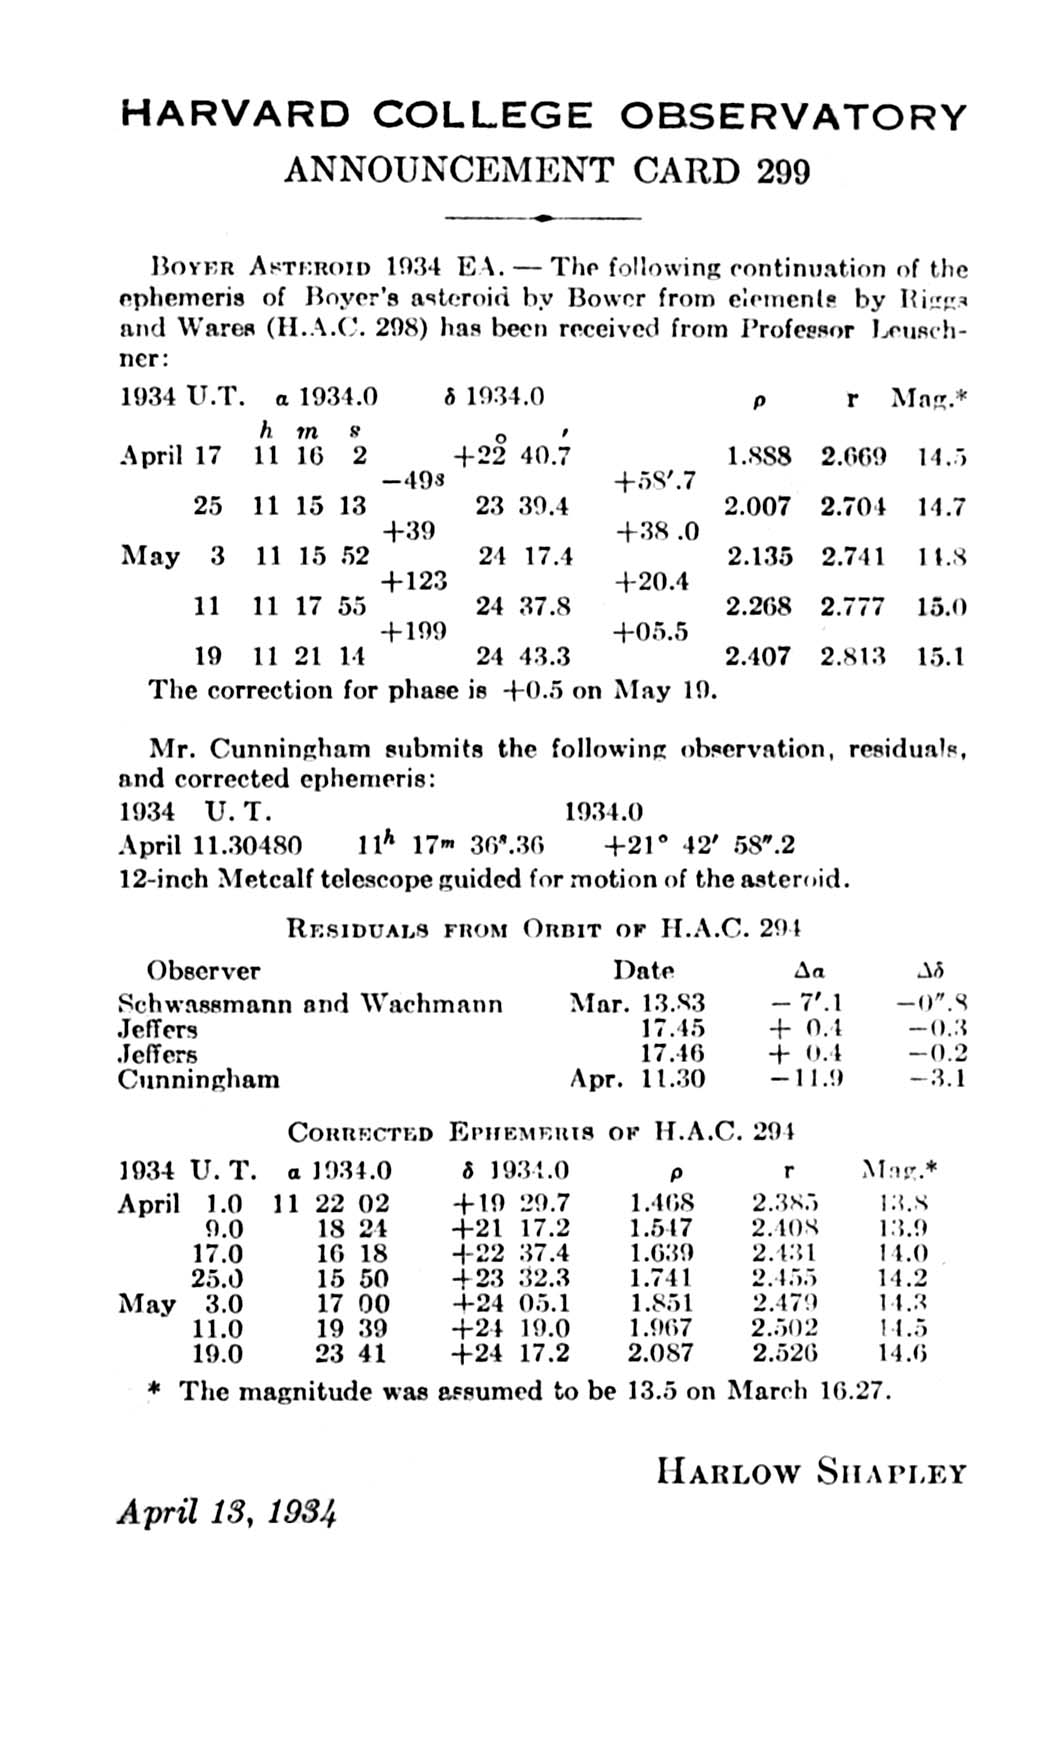 HARVARD COLLEGE OBSERVATORY
ANNOUNCEMENT CARD 299
BOYER ASTEROID 1934 EA. — The following continuation of the
ephemeris of Boyer's asteroid by Bower from elements by Riggs
and Wares (H.A.C. 298) has been received from Professor Leusch-
ner:
1934 U.T. α 1934.0 δ 1934.0 ρ r Mag.*
h m s ° ′
April 17 11 16 2 +22 40.7 1.888 2.669 14.5
−49s +58′.7
25 11 15 13 23 39.4 2.007 2.704 14.7
+39 +38 .0
May 3 11 15 52 24 17.4 2.135 2.741 14.8
+123 +20.4
11 11 17 55 24 37.8 2.268 2.777 15.0
+199 +05.5
19 11 21 14 24 43.3 2.407 2.813 15.1
The correction for phase is +0.5 on May 19.
Mr. Cunningham submits the following observation, residuals,
and corrected ephemeris:
1934 U. T. 1934.0
April 11.30480 11h 17m 36s.36 +21° 42′ 58″.2
12-inch Metcalf telescope guided for motion of the asteroid.
RESIDUALS FROM ORBIT OF H.A.C. 294
Observer Date Δα Δδ
Schwassmann and Wachmann Mar. 13.83 − 7′.1 −0″.8
Jeffers 17.45 + 0.4 −0.3
Jeffers 17.46 + 0.4 −0.2
Cunningham Apr. 11.30 −11.9 −3.1
CORRECTED EPHEMERIS OF H.A.C. 294
1934 U. T. α 1934.0 δ 1934.0 ρ r Mag.*
April 1.0 11 22 02 +19 29.7 1.468 2.385 13.8
9.0 18 24 +21 17.2 1.547 2.408 13.9
17.0 16 18 +22 37.4 1.639 2.431 14.0
25.0 15 50 +23 32.3 1.741 2.455 14.2
May 3.0 17 00 +24 05.1 1.851 2.479 14.3
11.0 19 39 +24 19.0 1.967 2.502 14.5
19.0 23 41 +24 17.2 2.087 2.526 14.6
* The magnitude was assumed to be 13.5 on March 16.27.
HARLOW SHAPLEY
April 13, 1934